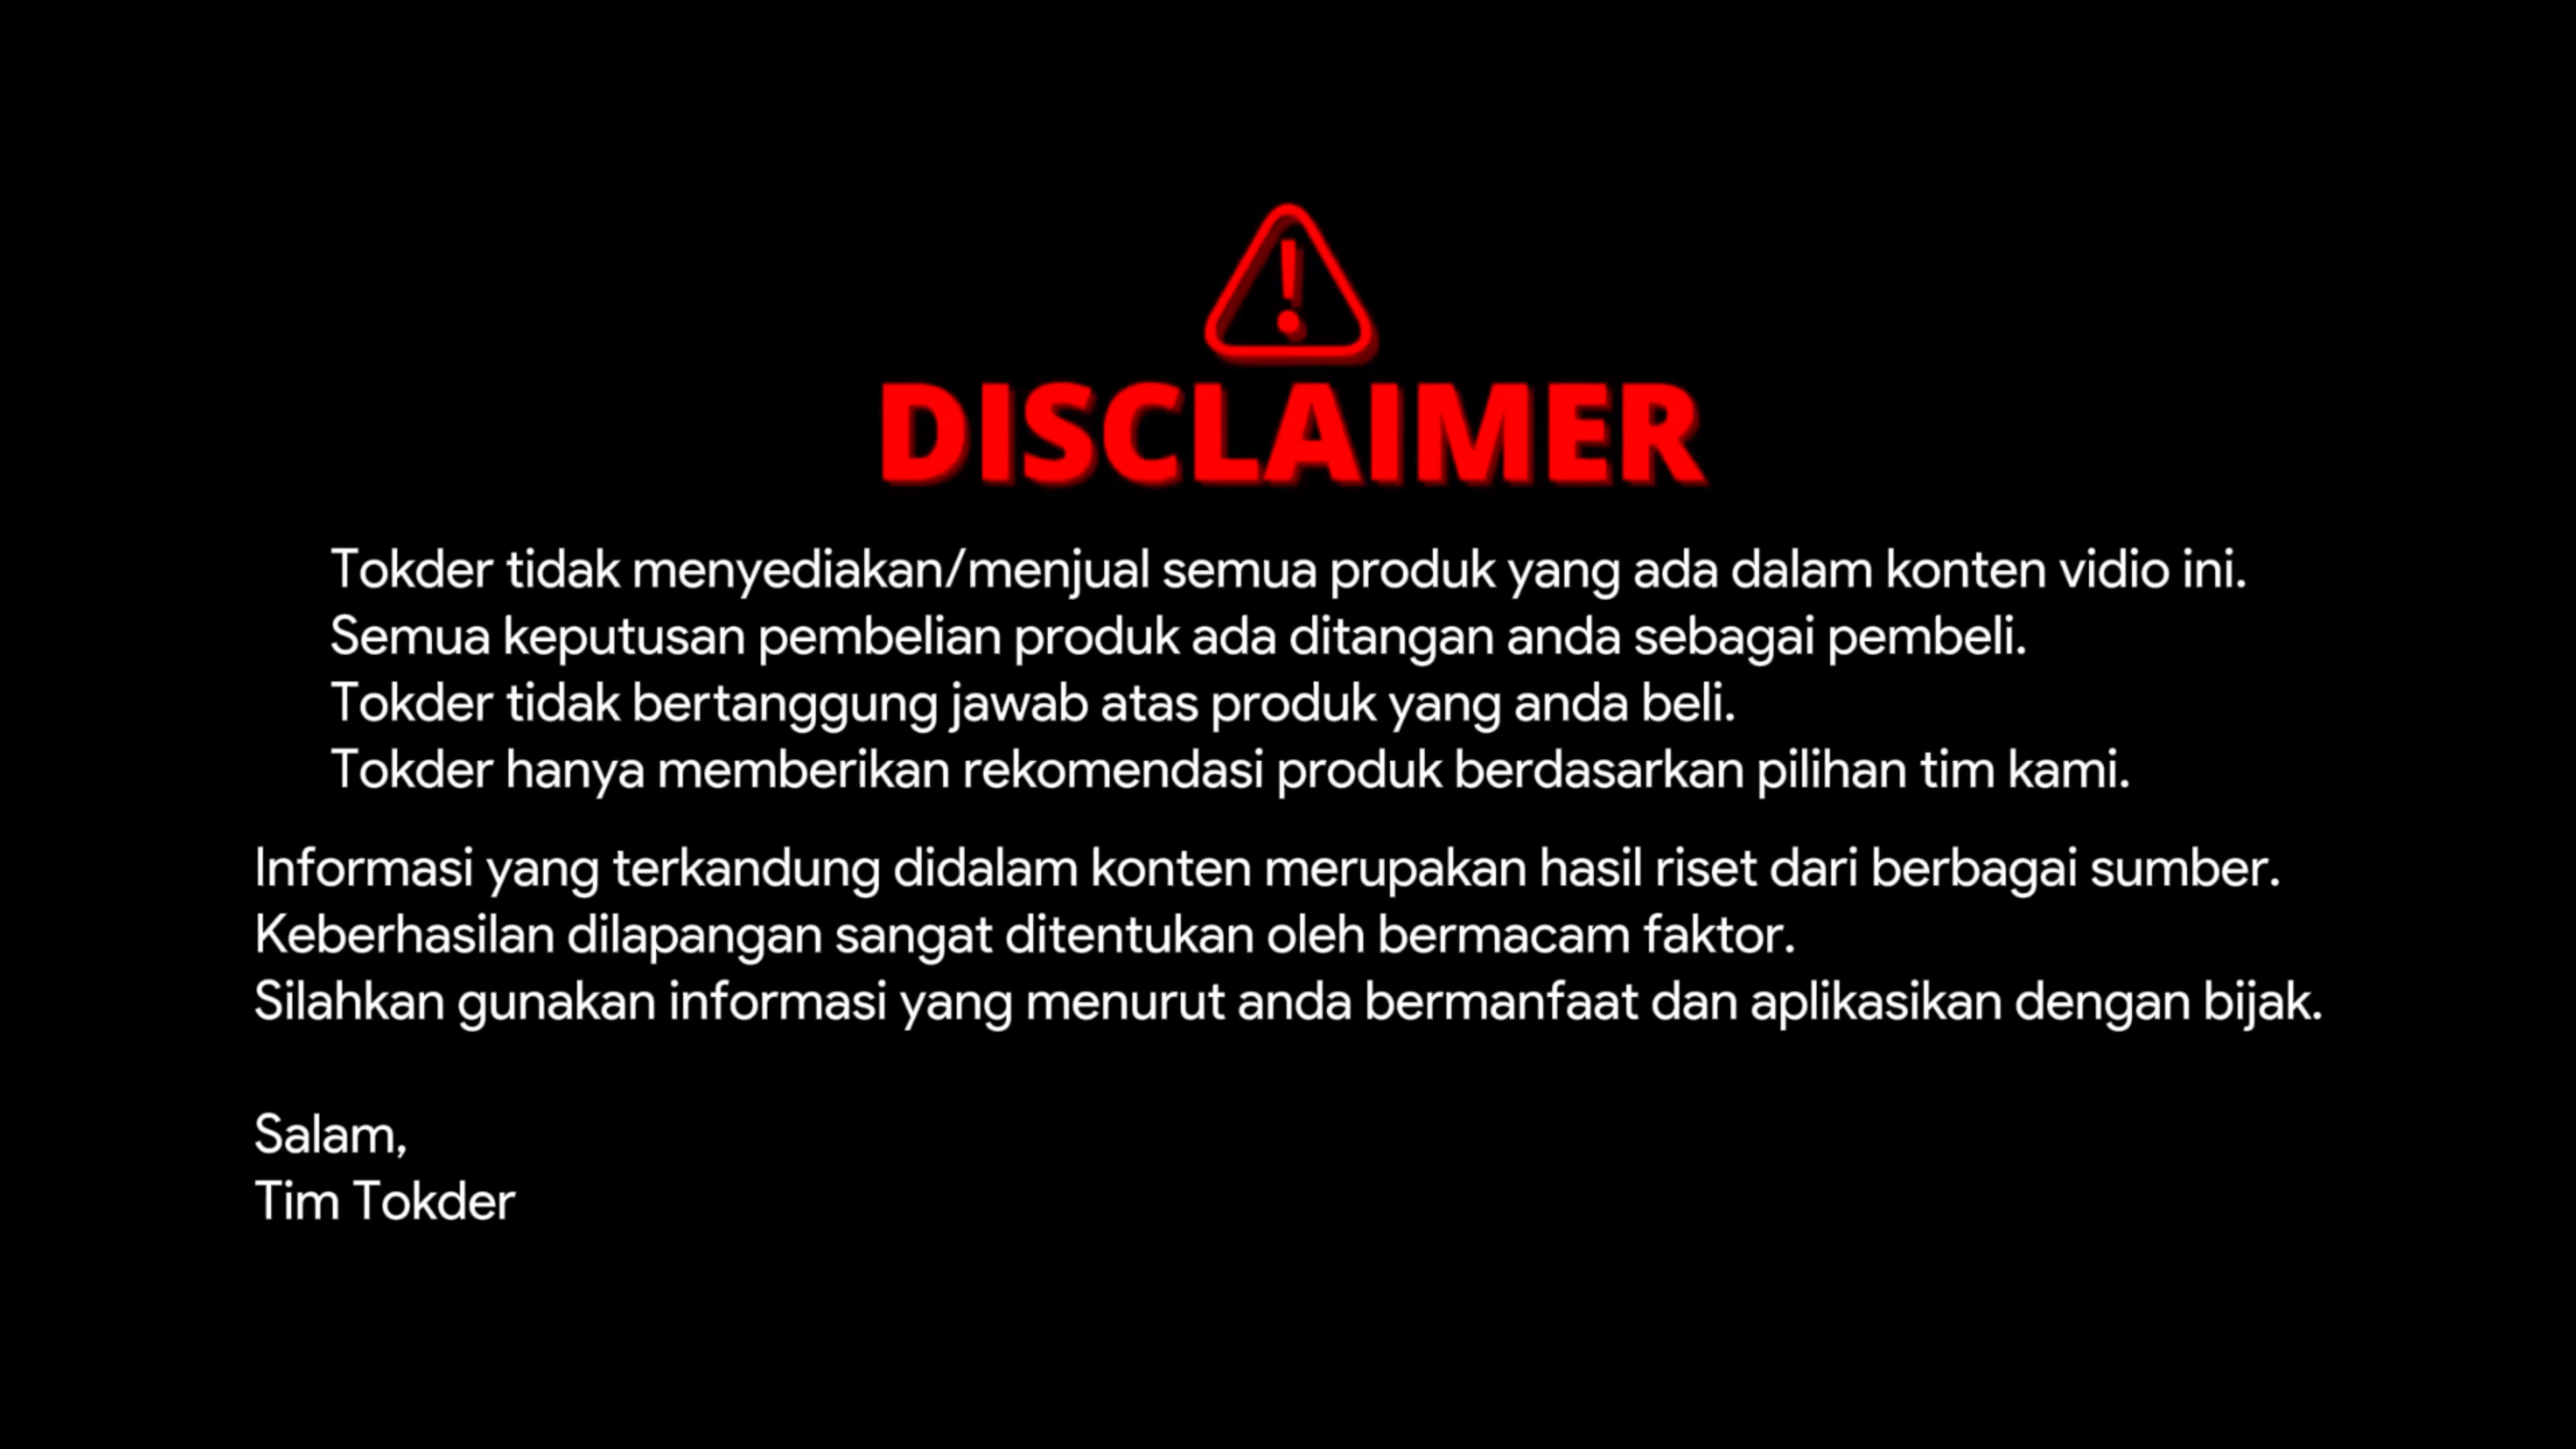 DISCLAIMER
Tokder tidak menyediakan/menjual semua produk yang ada dalam konten vidio ini.
Semua keputusan pembelian produk ada ditangan anda sebagai pembeli.
Tokder tidak bertanggung jawab atas produk yang anda beli.
Tokder hanya memberikan rekomendasi produk berdasarkan pilihan tim kami.
Informasi yang terkandung didalam konten merupakan hasil riset dari berbagai sumber.
Keberhasilan dilapangan sangat ditentukan oleh bermacam faktor.
Silahkan gunakan informasi yang menurut anda bermanfaat dan aplikasikan dengan bijak.
Salam,
Tim Tokder